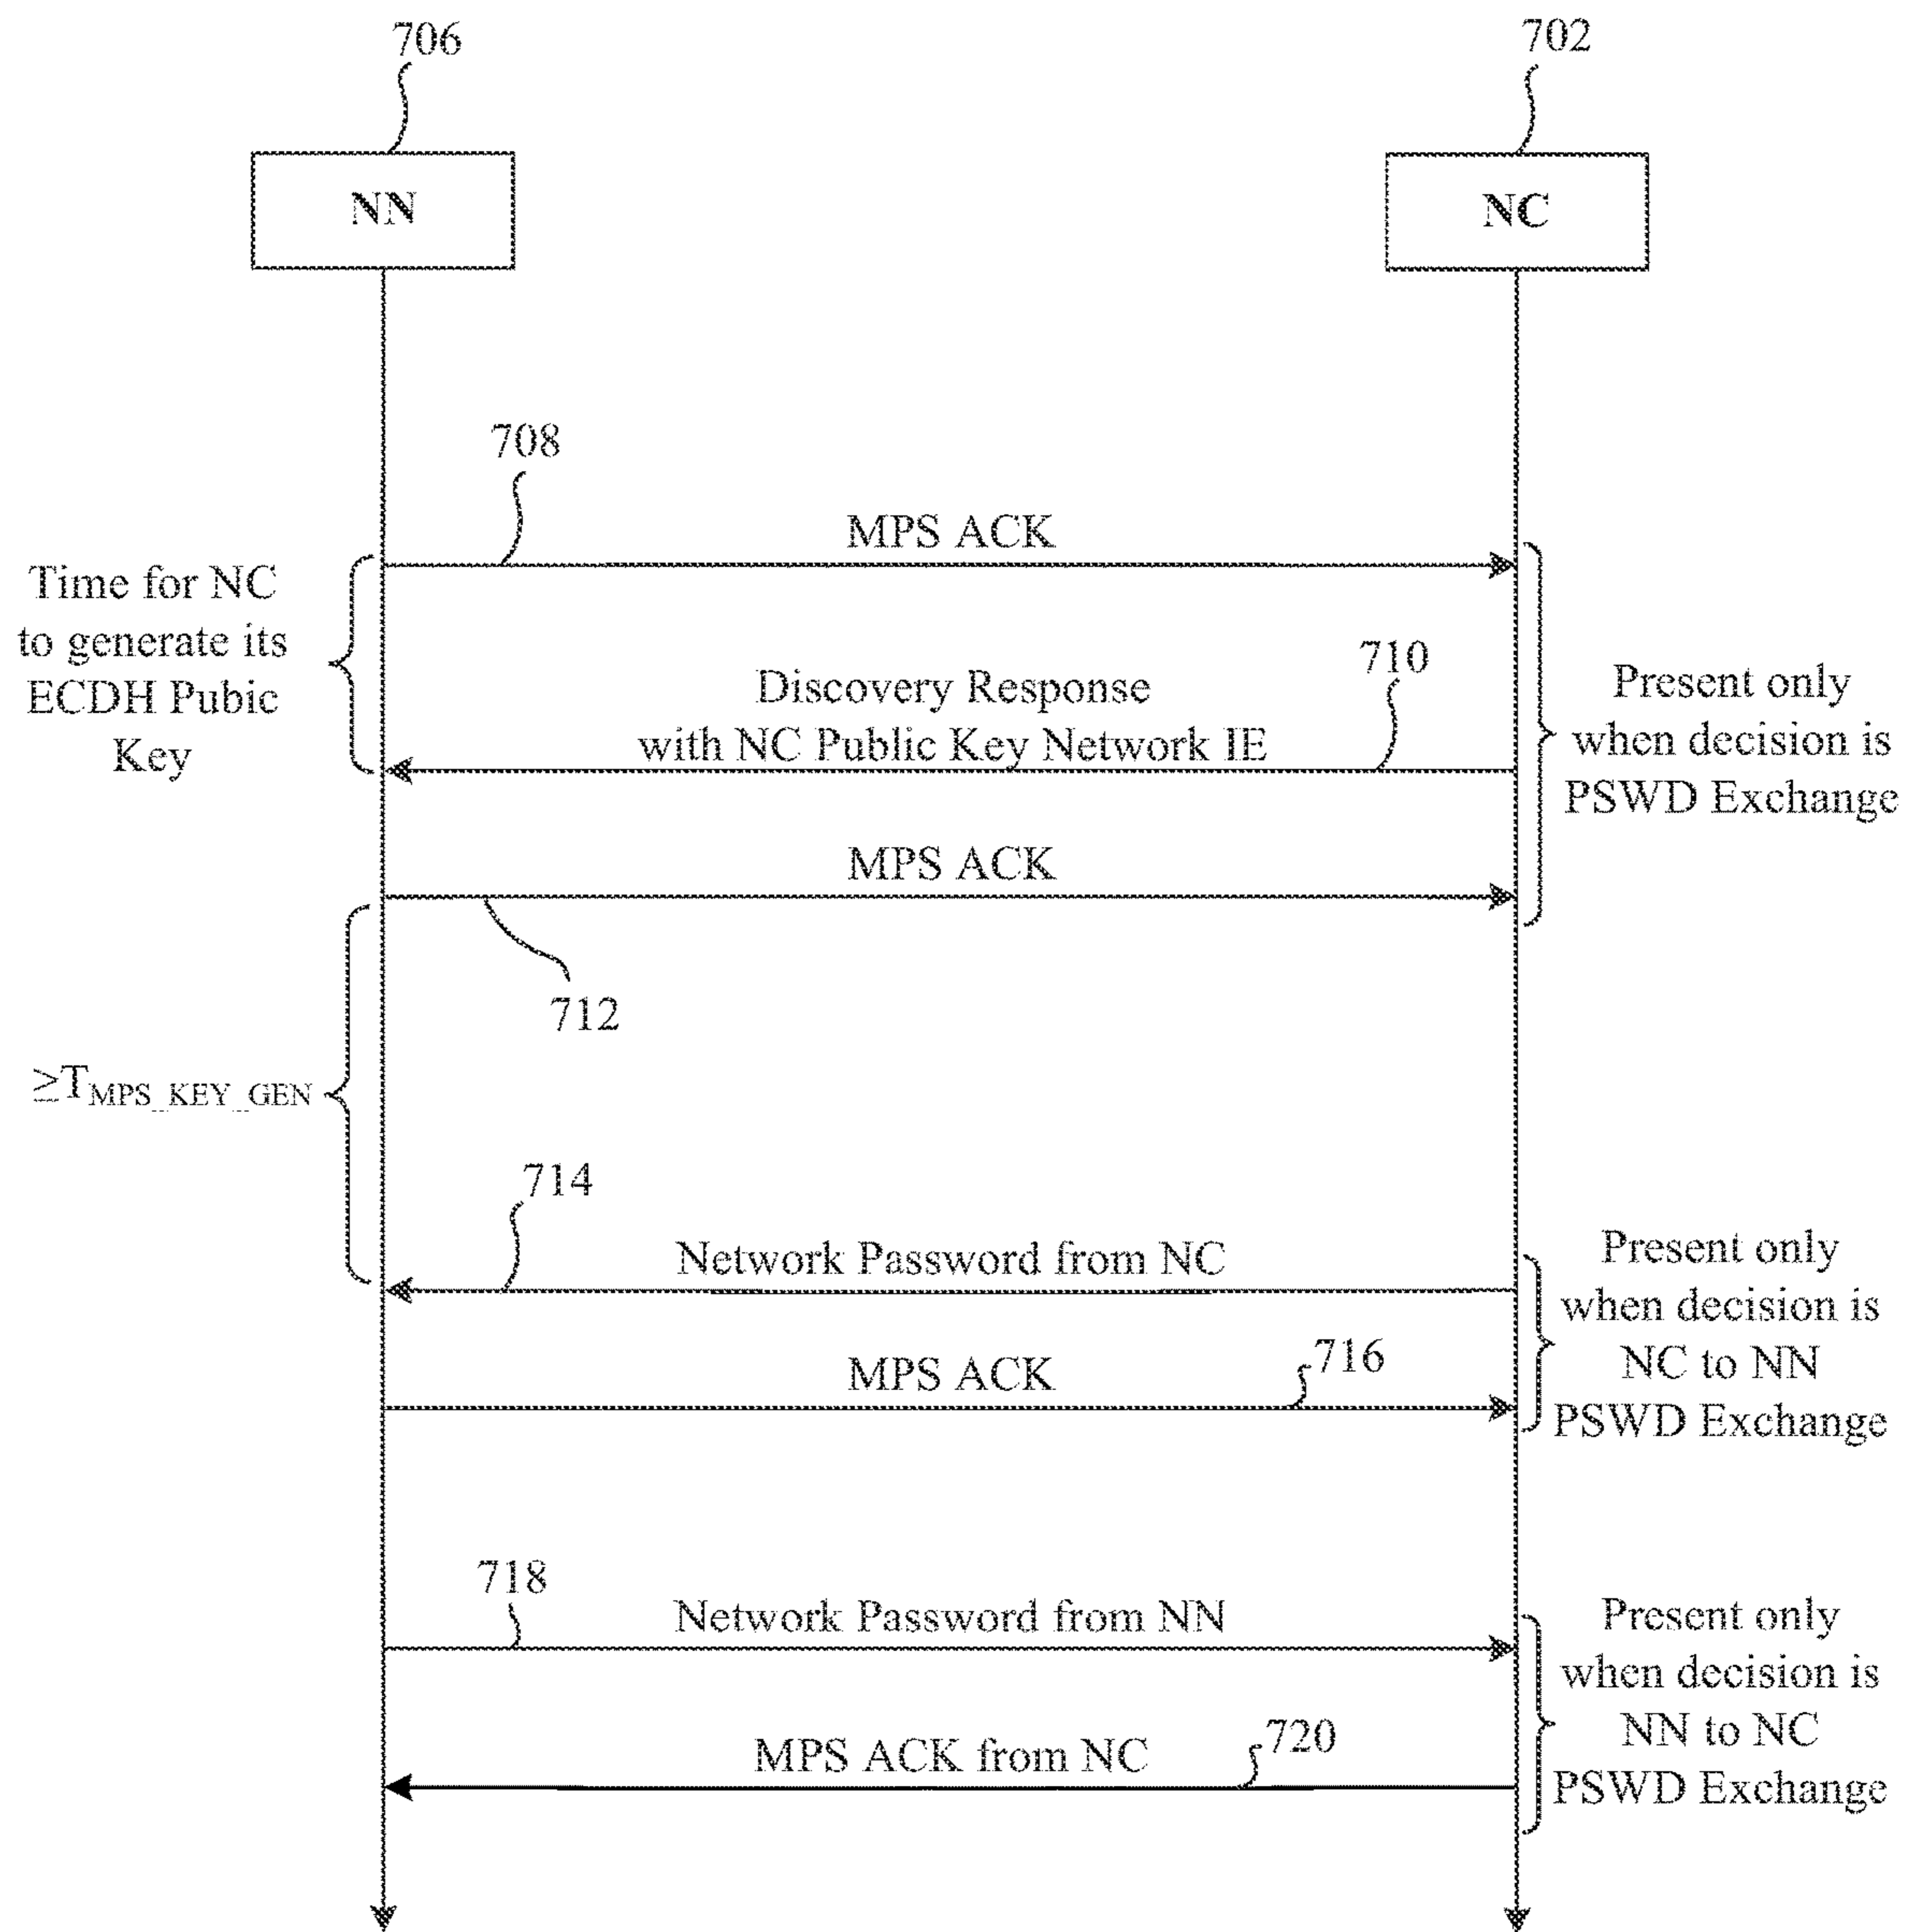 706
702
NN
NC
708
MPS ACK
Time for NC
to generate its
ECDH Pubic
Key
710
Discovery Response
with NC Public Key Network IE
Present only
when decision is
PSWD Exchange
MPS ACK
712
≥TMPS_KEY_GEN
714
Network Password from NC
Present only
when decision is
NC to NN
PSWD Exchange
716
MPS ACK
718
Network Password from NN
Present only
when decision is
NN to NC
PSWD Exchange
720
MPS ACK from NC